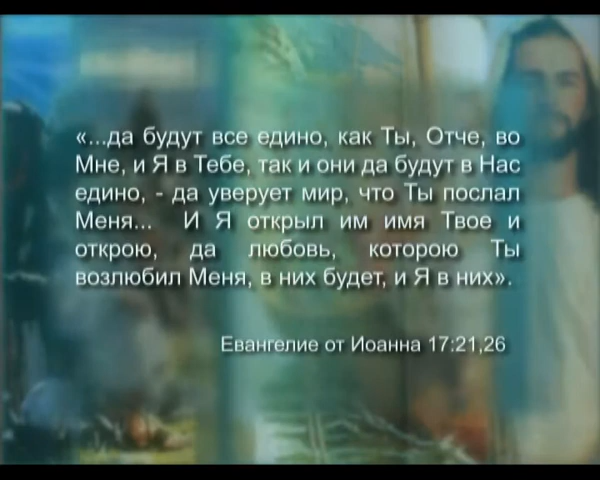 «...да будут все едино, как Ты, Отче, во
Мне, и Я в Тебе, так и они да будут в Нас
едино, - да уверует мир, что Ты послал
Меня... И Я открыл им имя Твое и
открою, да любовь, которою Ты
возлюбил Меня, в них будет, и Я в них».
Евангелие от Иоанна 17:21,26